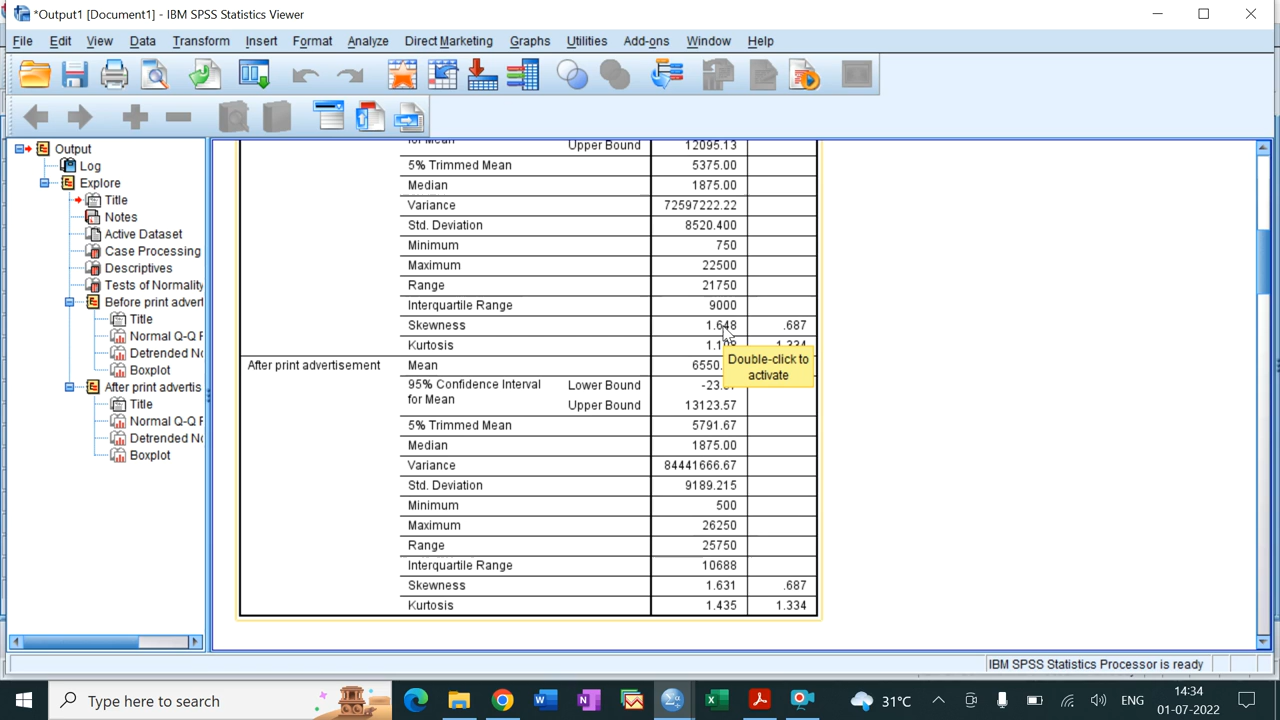 *Output1 [Document1] - IBM SPSS Statistics Viewer
File Edit View Data Transform Insert Format Analyze Direct Marketing Graphs Utilities Add-ons Window Help
Output
Log
Explore
Title
Notes
Active Dataset
Case Processing
Descriptives
Tests of Normality
Before print advert
Title
Normal Q-Q
Detrended
Boxplot
After print advertis
Title
Normal Q-Q
Detrended
Boxplot
for Mean Upper Bound 12095.13
5% Trimmed Mean 5375.00
Median 1875.00
Variance 72597222.22
Std. Deviation 8520.400
Minimum 750
Maximum 22500
Range 21750
Interquartile Range 9000
Skewness 1.648 .687
Kurtosis 1.334
Double-click to
activate
After print advertisement Mean 6550.
95% Confidence Interval Lower Bound
for Mean Upper Bound 13123.57
5% Trimmed Mean 5791.67
Median 1875.00
Variance 84441666.67
Std. Deviation 9189.215
Minimum 500
Maximum 26250
Range 25750
Interquartile Range 10688
Skewness 1.631 .687
Kurtosis 1.435 1.334
IBM SPSS Statistics Processor is ready
Type here to search
31°C
ENG
14:34
01-07-2022